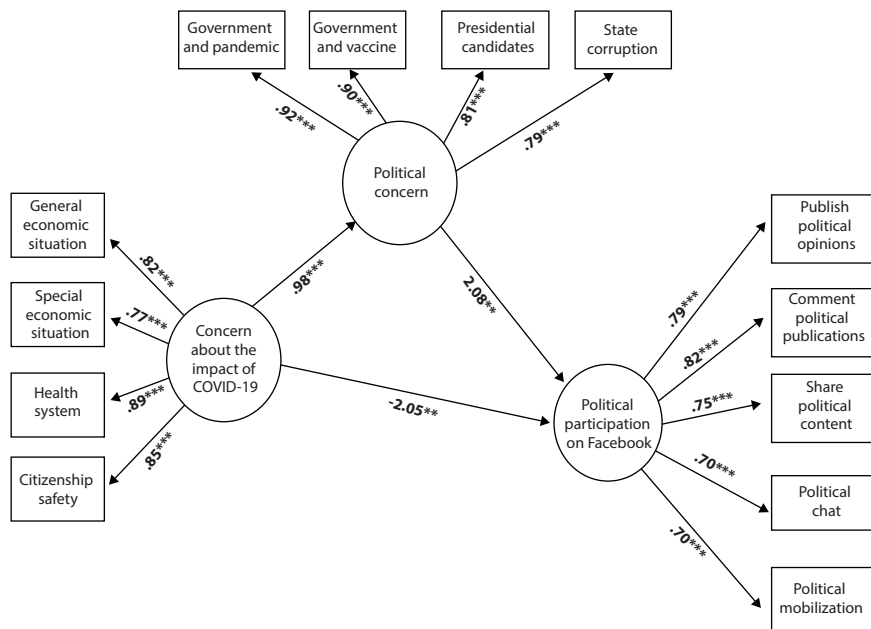 Government
and pandemic
Government
and vaccine
Presidential
candidates
State
corruption
.92***
.90***
.81***
.79***
Political
concern
General
economic
situation
Special
economic
situation
Health
system
Citizenship
safety
.82***
.77***
.89***
.85***
Concern
about the
impact of
COVID-19
.98***
2.08**
-2.05**
Political
participation
on Facebook
.79***
.82***
.75***
.70***
.70***
Publish
political
opinions
Comment
political
publications
Share
political
content
Political
chat
Political
mobilization